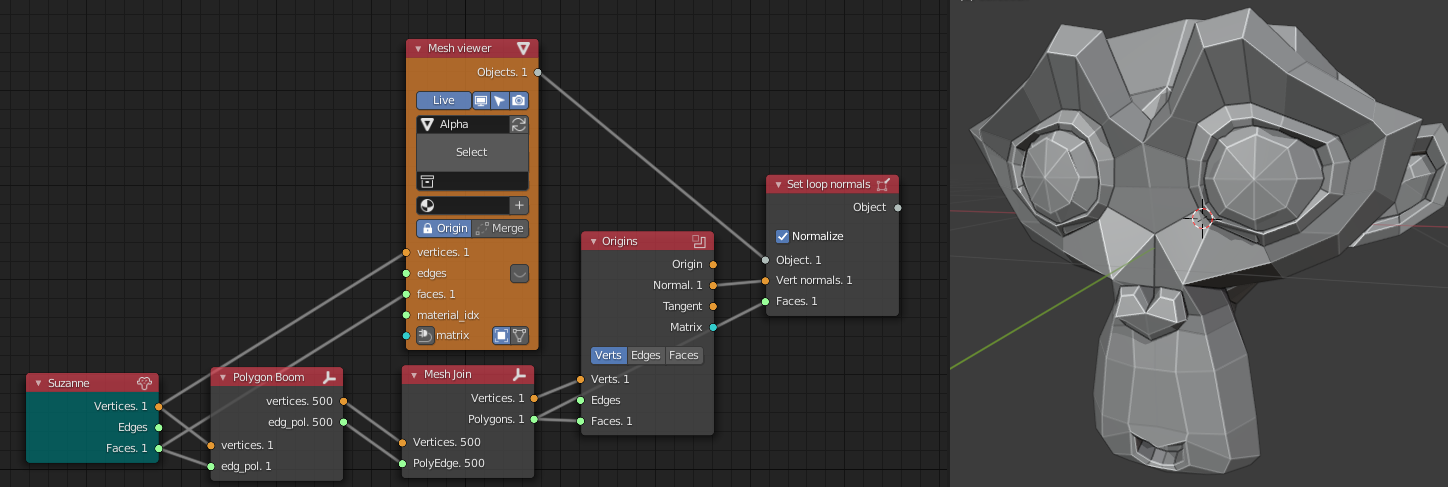 Mesh viewer
Objects. 1
Live
Alpha
Select
Origin Merge
vertices. 1
edges
faces. 1
material_idx
matrix
Suzanne
Vertices. 1
Edges
Faces. 1
Polygon Boom
vertices. 500
edg_pol. 500
vertices. 1
edg_pol. 1
Mesh Join
Vertices. 1
Polygons. 1
Vertices. 500
PolyEdge. 500
Origins
Origin
Normal. 1
Tangent
Matrix
Verts Edges Faces
Verts. 1
Edges
Faces. 1
Set loop normals
Object
Normalize
Object. 1
Vert normals. 1
Faces. 1